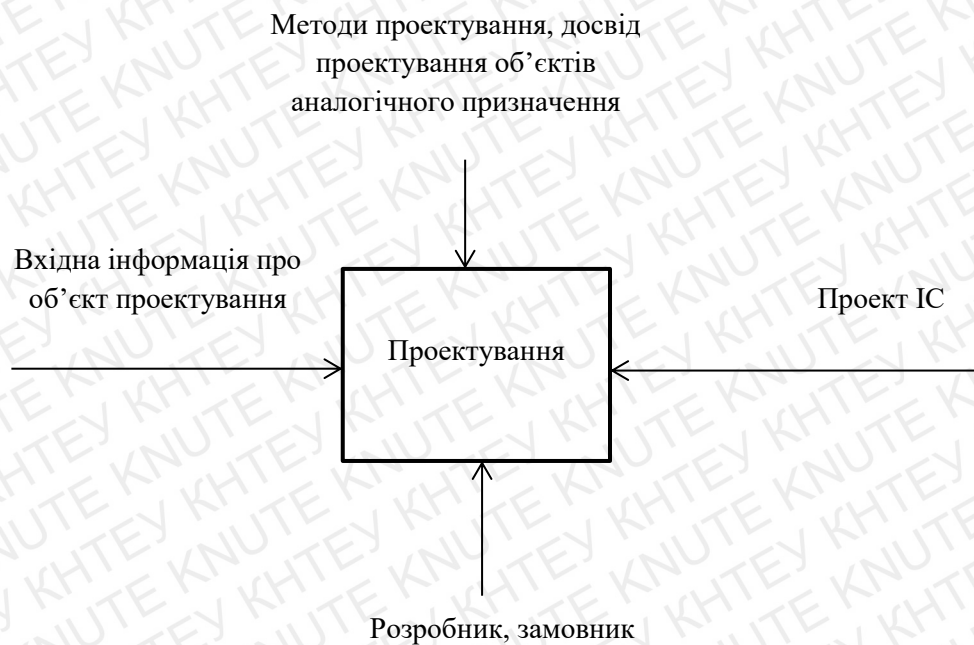 Методи проектування, досвід
проектування об’єктів
аналогічного призначення
Вхідна інформація про
об’єкт проектування
Проект ІС
Проектування
Розробник, замовник